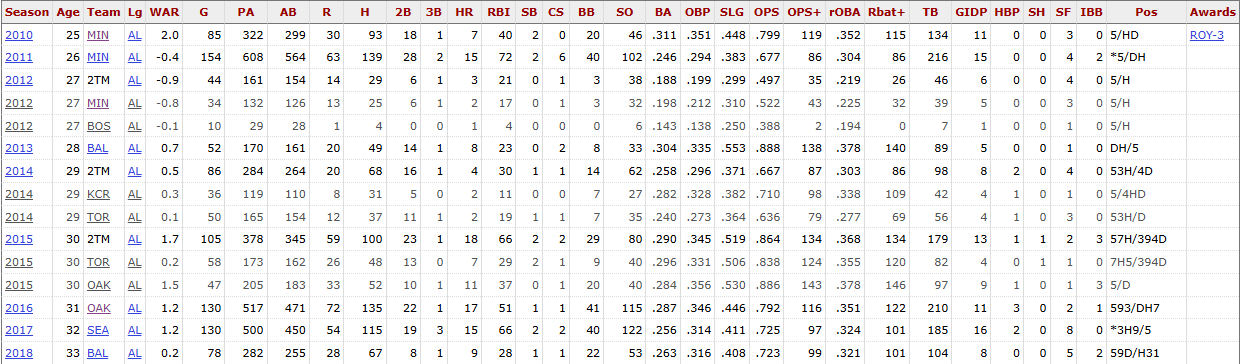 Season Age Team Lg WAR G PA AB R H 2B 3B HR RBI SB CS BB SO BA OBP SLG OPS OPS+ rOBA Rbat+ TB GIDP HBP SH SF IBB Pos Awards
2010 25 MIN AL 2.0 85 322 299 30 93 18 1 7 40 2 0 20 46 .311 .351 .448 .799 119 .352 115 134 11 0 0 3 0 5/HD ROY-3
2011 26 MIN AL -0.4 154 608 564 63 139 28 2 15 72 2 6 40 102 .246 .294 .383 .677 86 .304 86 216 15 0 0 4 2 *5/DH
2012 27 2TM AL -0.9 44 161 154 14 29 6 1 3 21 0 1 3 38 .188 .199 .299 .497 35 .219 26 46 6 0 0 4 0 5/H
2012 27 MIN AL -0.8 34 132 126 13 25 6 1 2 17 0 1 3 32 .198 .212 .310 .522 43 .225 32 39 5 0 0 3 0 5/H
2012 27 BOS AL -0.1 10 29 28 1 4 0 0 1 4 0 0 0 6 .143 .138 .250 .388 2 .194 0 7 1 0 0 1 0 5/H
2013 28 BAL AL 0.7 52 170 161 20 49 14 1 8 23 0 2 8 33 .304 .335 .553 .888 138 .378 140 89 5 0 0 1 0 DH/5
2014 29 2TM AL 0.5 86 284 264 20 68 16 1 4 30 1 1 14 62 .258 .296 .371 .667 87 .303 86 98 8 2 0 4 0 53H/4D
2014 29 KCR AL 0.3 36 119 110 8 31 5 0 2 11 0 0 7 27 .282 .328 .382 .710 98 .338 109 42 4 1 0 1 0 5/4HD
2014 29 TOR AL 0.1 50 165 154 12 37 11 1 2 19 1 1 7 35 .240 .273 .364 .636 79 .277 69 56 4 1 0 3 0 53H/D
2015 30 2TM AL 1.7 105 378 345 59 100 23 1 18 66 2 2 29 80 .290 .345 .519 .864 134 .368 134 179 13 1 1 2 3 57H/394D
2015 30 TOR AL 0.2 58 173 162 26 48 13 0 7 29 2 1 9 40 .296 .331 .506 .838 124 .355 120 82 4 0 1 1 0 7H5/394D
2015 30 OAK AL 1.5 47 205 183 33 52 10 1 11 37 0 1 20 40 .284 .356 .530 .886 143 .378 146 97 9 1 0 1 3 5/D
2016 31 OAK AL 1.2 130 517 471 72 135 22 1 17 51 1 1 41 115 .287 .346 .446 .792 116 .351 122 210 11 3 0 2 1 593/DH7
2017 32 SEA AL 1.2 130 500 450 54 115 19 3 15 66 2 2 40 122 .256 .314 .411 .725 97 .324 101 185 16 2 0 8 0 *3H9/5
2018 33 BAL AL 0.2 78 282 255 28 67 8 1 9 28 1 1 22 53 .263 .316 .408 .723 99 .321 101 104 8 0 0 5 2 59D/H31